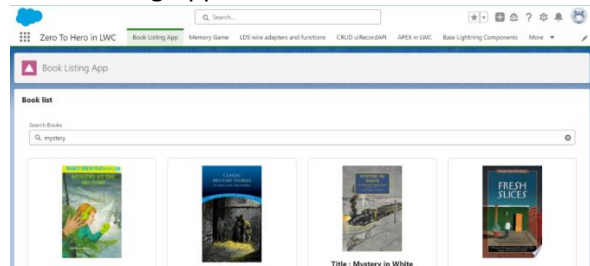 Search...
Zero To Hero in LWC
Book Listing App
Memory Game
LDS wire adapters and functions
CRUD uiRecordAPI
APEX in LWC
Base Lightning Components
More
Book Listing App
Book list
Search Books
mystery
MYSTERY AT THE
CLASSIC
MYSTERY STORIES
MYSTERY IN
WHITE
FRESH
SLICES
Title : Mystery in White